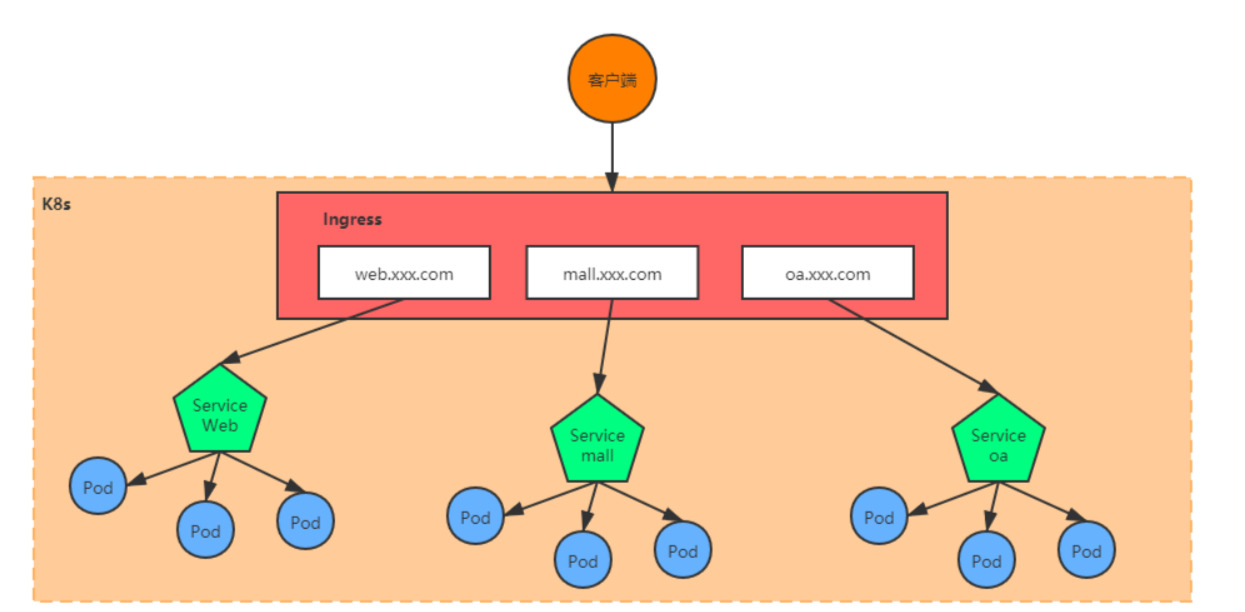 客户端
K8s
Ingress
web.xxx.com
mall.xxx.com
oa.xxx.com
Service
Web
Service
mall
Service
oa
Pod
Pod
Pod
Pod
Pod
Pod
Pod
Pod
Pod